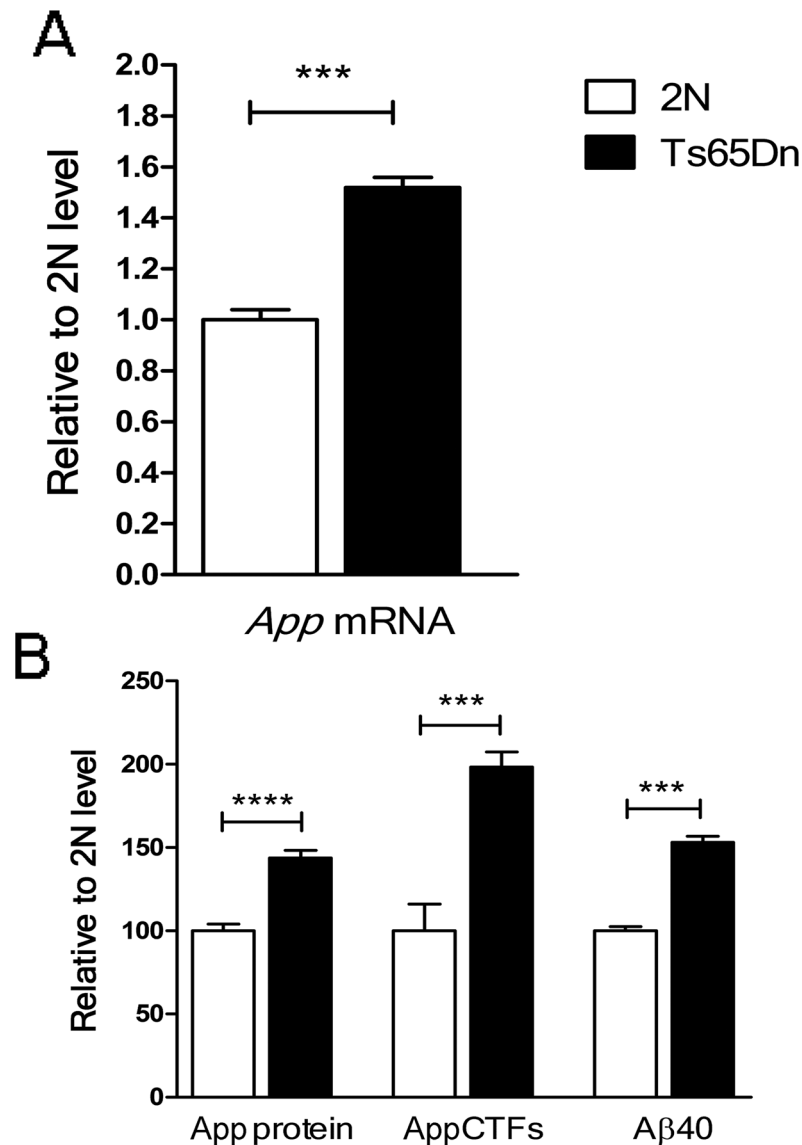 A
2.0
1.8
1.6
1.4
1.2
1.0
0.8
0.6
0.4
0.2
0.0
Relative to 2N level
***
2N
Ts65Dn
App mRNA
B
250
200
150
100
50
0
Relative to 2N level
****
***
***
App protein
AppCTFs
Aβ40